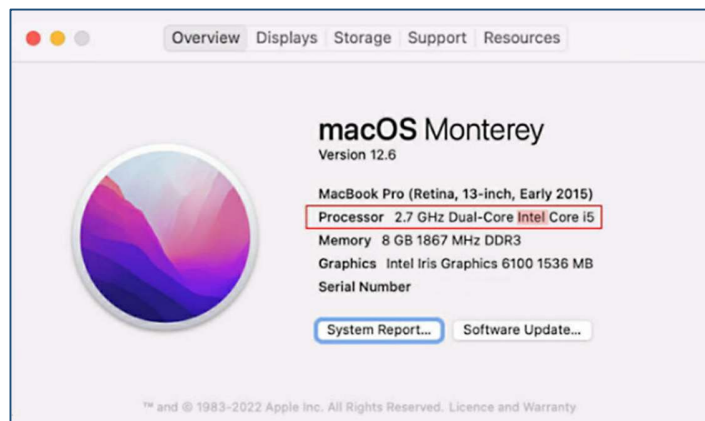 Overview Displays Storage Support Resources
macOS Monterey
Version 12.6
MacBook Pro (Retina, 13-inch, Early 2015)
Processor 2.7 GHz Dual-Core Intel Core i5
Memory 8 GB 1867 MHz DDR3
Graphics Intel Iris Graphics 6100 1536 MB
Serial Number
System Report... Software Update...
™ and © 1983-2022 Apple Inc. All Rights Reserved. Licence and Warranty